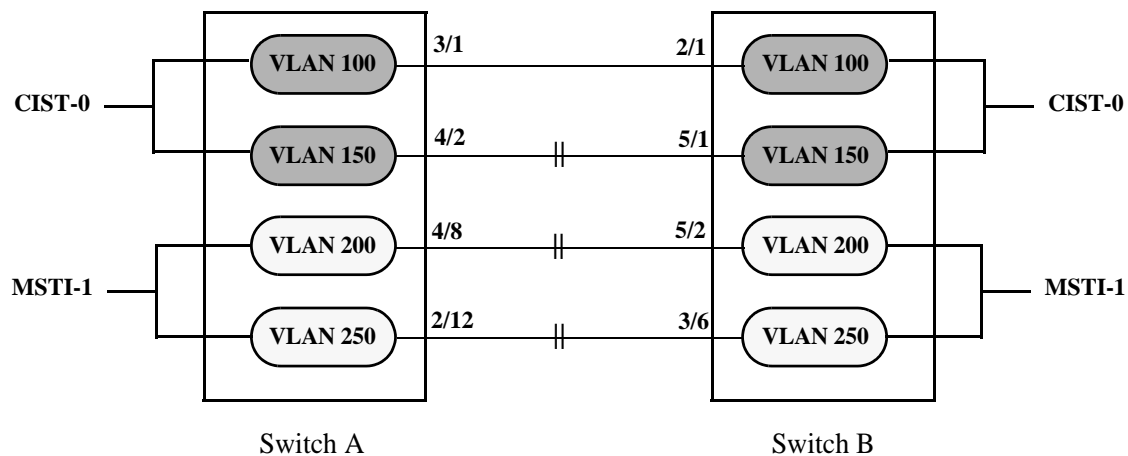 3/1 2/1
VLAN 100 VLAN 100
CIST-0 CIST-0
4/2 5/1
VLAN 150 VLAN 150
4/8 5/2
VLAN 200 VLAN 200
MSTI-1 MSTI-1
2/12 3/6
VLAN 250 VLAN 250
Switch A Switch B